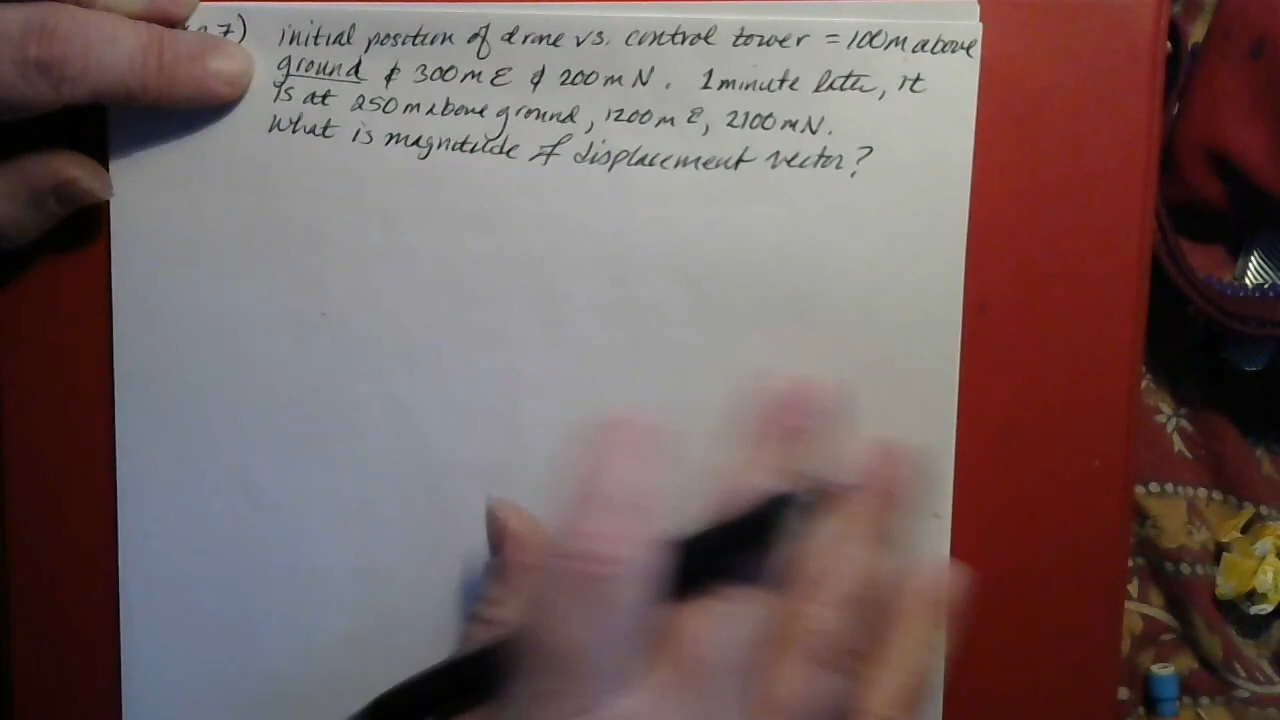 7) initial position of drone vs. control tower = 100m above
ground & 300m E & 200m N. 1 minute later, it
is at 250m above ground, 1200m E, 2100m N.
What is magnitude of displacement vector?